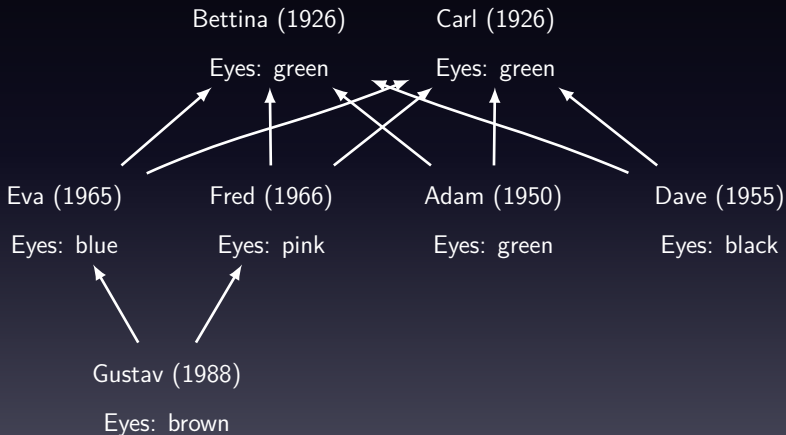 Bettina (1926)
Carl (1926)
Eyes: green
Eyes: green
Eva (1965)
Fred (1966)
Adam (1950)
Dave (1955)
Eyes: blue
Eyes: pink
Eyes: green
Eyes: black
Gustav (1988)
Eyes: brown